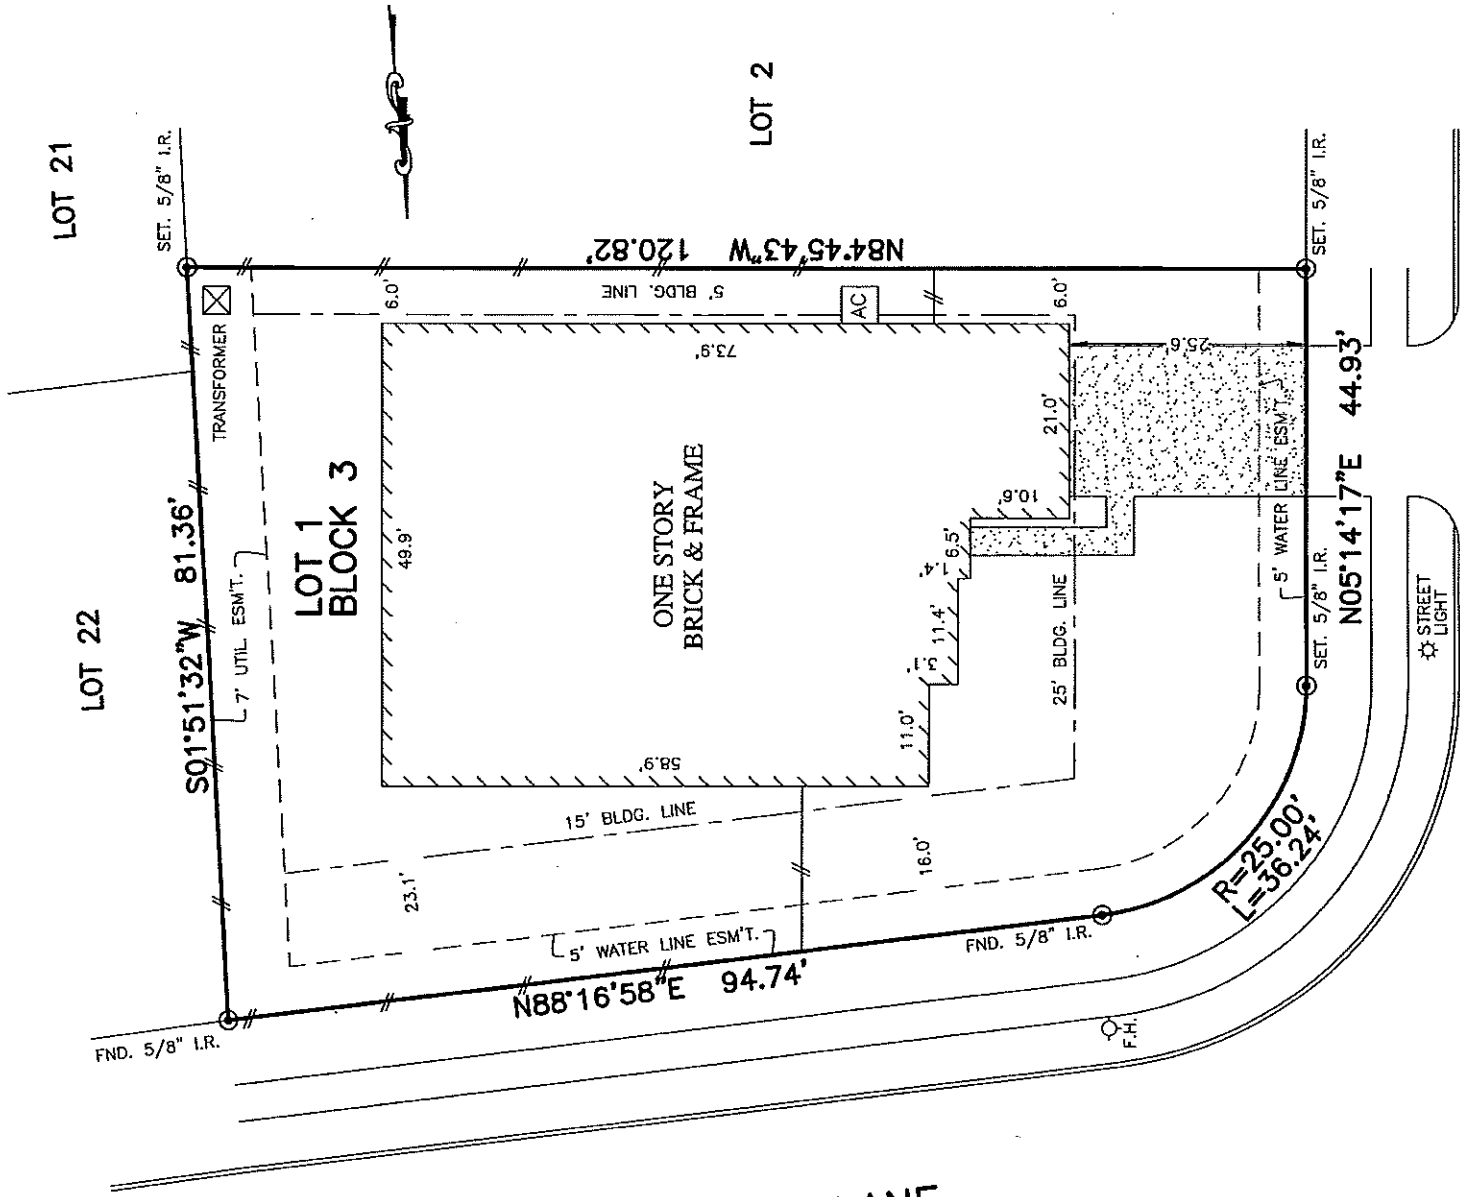 LOT 21
SET. 5/8" I.R.
LOT 2
LOT 22
TRANSFORMER
S01°51'32"W 81.36'
7' UTIL ESM'T.
LOT 1
BLOCK 3
N84°45'43"W 120.82'
5' BLDG. LINE
6.0'
6.0'
AC
73.9'
49.9'
ONE STORY
BRICK & FRAME
58.9'
21.0'
10.6'
6.5'
1.4'
11.4'
3.1'
11.0'
25.6'
25' BLDG. LINE
15' BLDG. LINE
23.1'
16.0'
5' WATER LINE ESM'T.
5' WATER LINE ESM'T.
SET. 5/8" I.R.
SET. 5/8" I.R.
N05°14'17"E 44.93'
STREET
LIGHT
R=25.00'
L=36.24'
FND. 5/8" I.R.
N88°16'58"E 94.74'
FND. 5/8" I.R.
F.H.